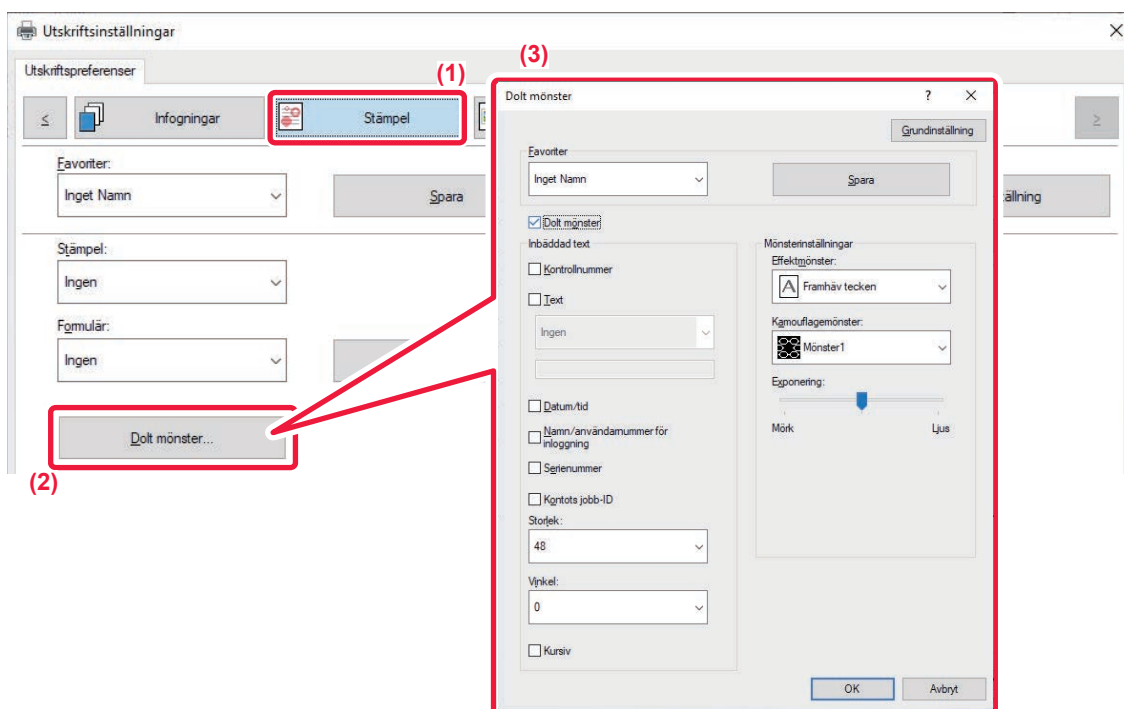 Utskriftsinställningar
Utskriftspreferenser
(1)
(3)
<
Infogningar
Stämpel
>
Favoriter:
Inget Namn
Spara
ällning
Stämpel:
Ingen
Formulär:
Ingen
Dolt mönster...
(2)
Dolt mönster
?
Grundinställning
Favoriter
Inget Namn
Spara
Dolt mönster
Inbäddad text
Kontrollnummer
Text
Ingen
Datum/tid
Namn/användarnummer för
inloggning
Serienummer
Kontots jobb-ID
Storlek:
48
Vinkel:
0
Kursiv
Mönsterinställningar
Effektmönster:
A Framhäv tecken
Kamouflagemönster:
Mönster1
Exponering:
Mörk Ljus
OK
Avbryt